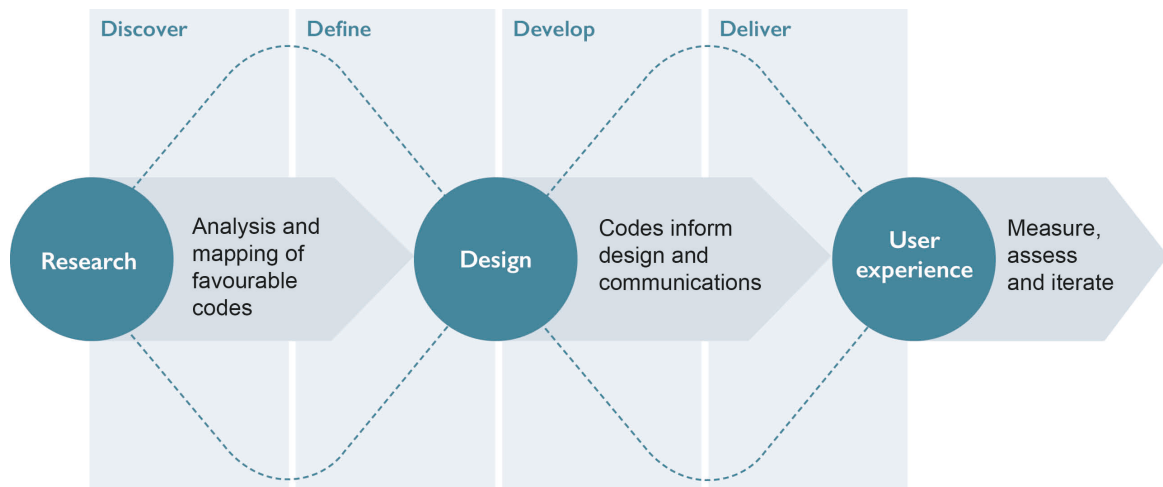 Discover
Define
Develop
Deliver
Research
Analysis and
mapping of
favourable
codes
Design
Codes inform
design and
communications
User
experience
Measure,
assess
and iterate